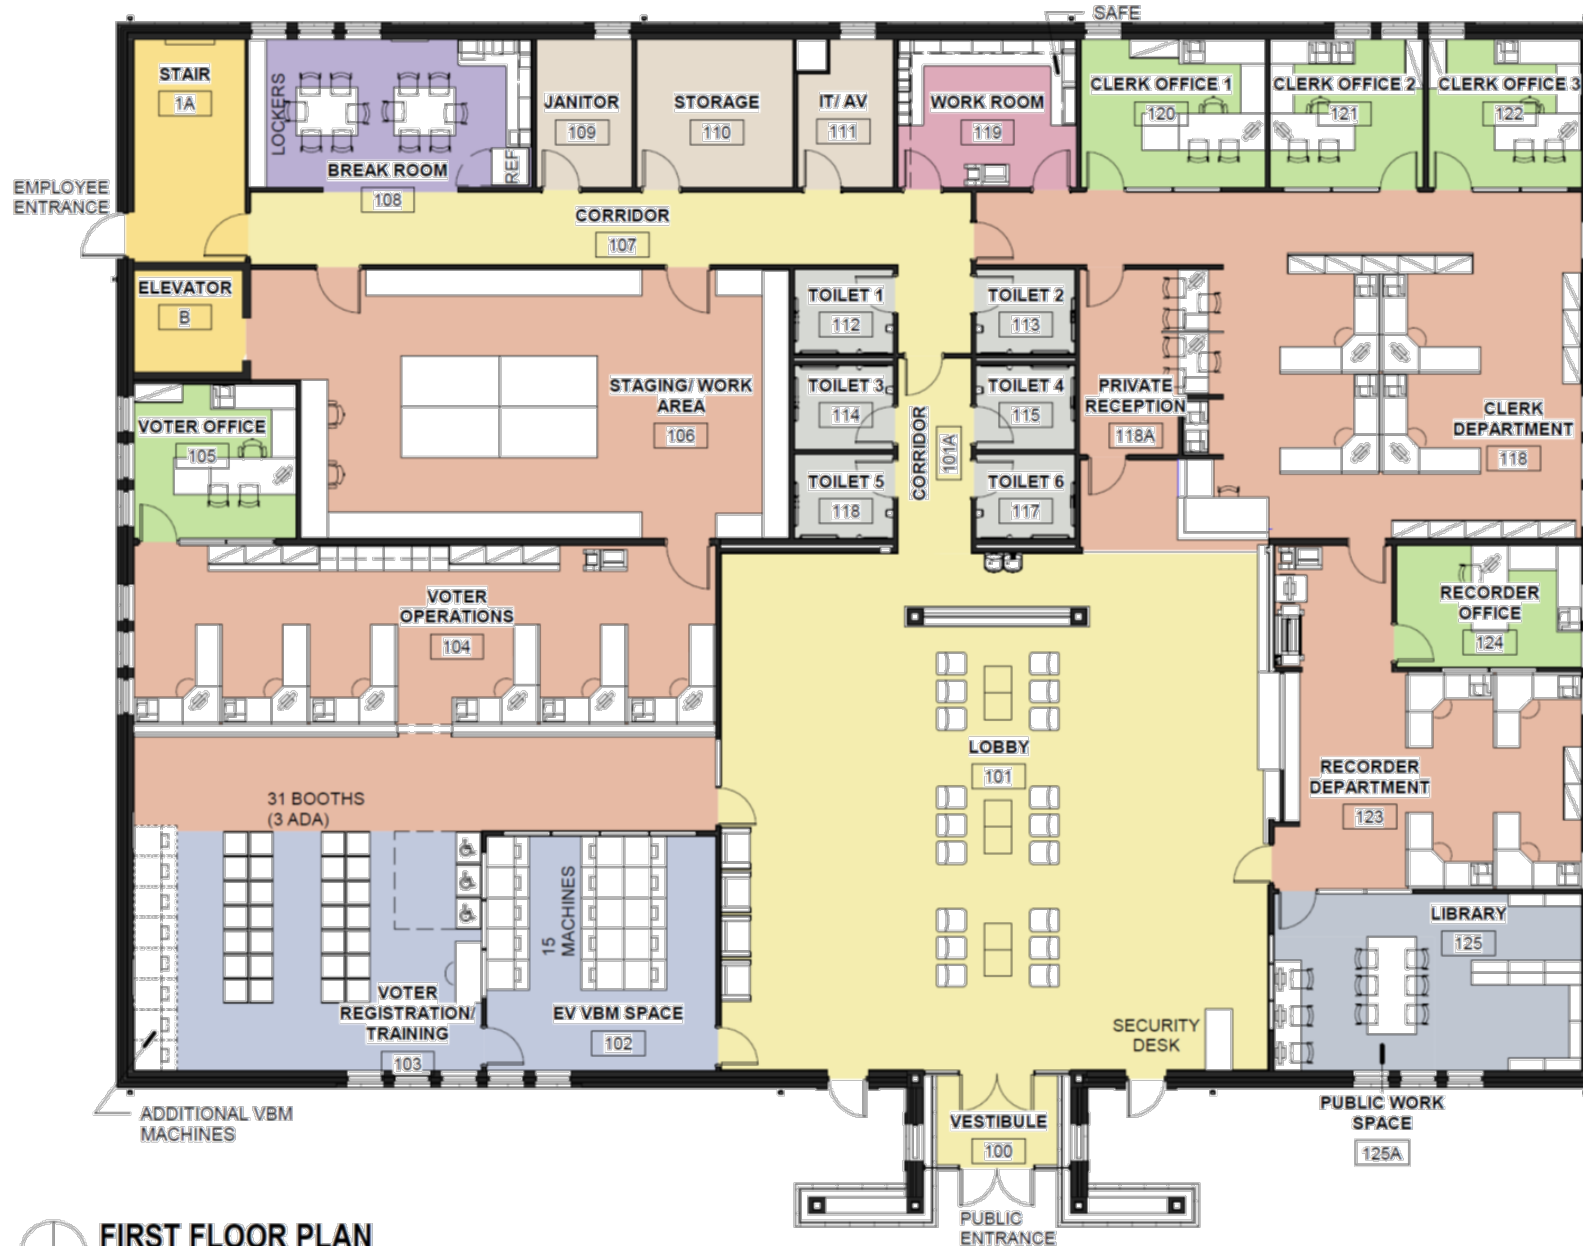 SAFE
STAIR
1A
LOCKERS
BREAK ROOM
108
REF
JANITOR
109
STORAGE
110
IT/ AV
111
WORK ROOM
119
CLERK OFFICE 1
120
CLERK OFFICE 2
121
CLERK OFFICE 3
122
EMPLOYEE
ENTRANCE
CORRIDOR
107
ELEVATOR
B
TOILET 1
112
TOILET 2
113
STAGING/ WORK
AREA
106
TOILET 3
114
TOILET 4
115
CORRIDOR
101A
PRIVATE
RECEPTION
118A
CLERK
DEPARTMENT
118
VOTER OFFICE
105
TOILET 5
118
TOILET 6
117
VOTER
OPERATIONS
104
RECORDER
OFFICE
124
LOBBY
101
RECORDER
DEPARTMENT
123
31 BOOTHS
(3 ADA)
15
MACHINES
VOTER
REGISTRATION/
TRAINING
103
EV VBM SPACE
102
LIBRARY
125
SECURITY
DESK
ADDITIONAL VBM
MACHINES
VESTIBULE
100
PUBLIC WORK
SPACE
125A
PUBLIC
ENTRANCE
FIRST FLOOR PLAN